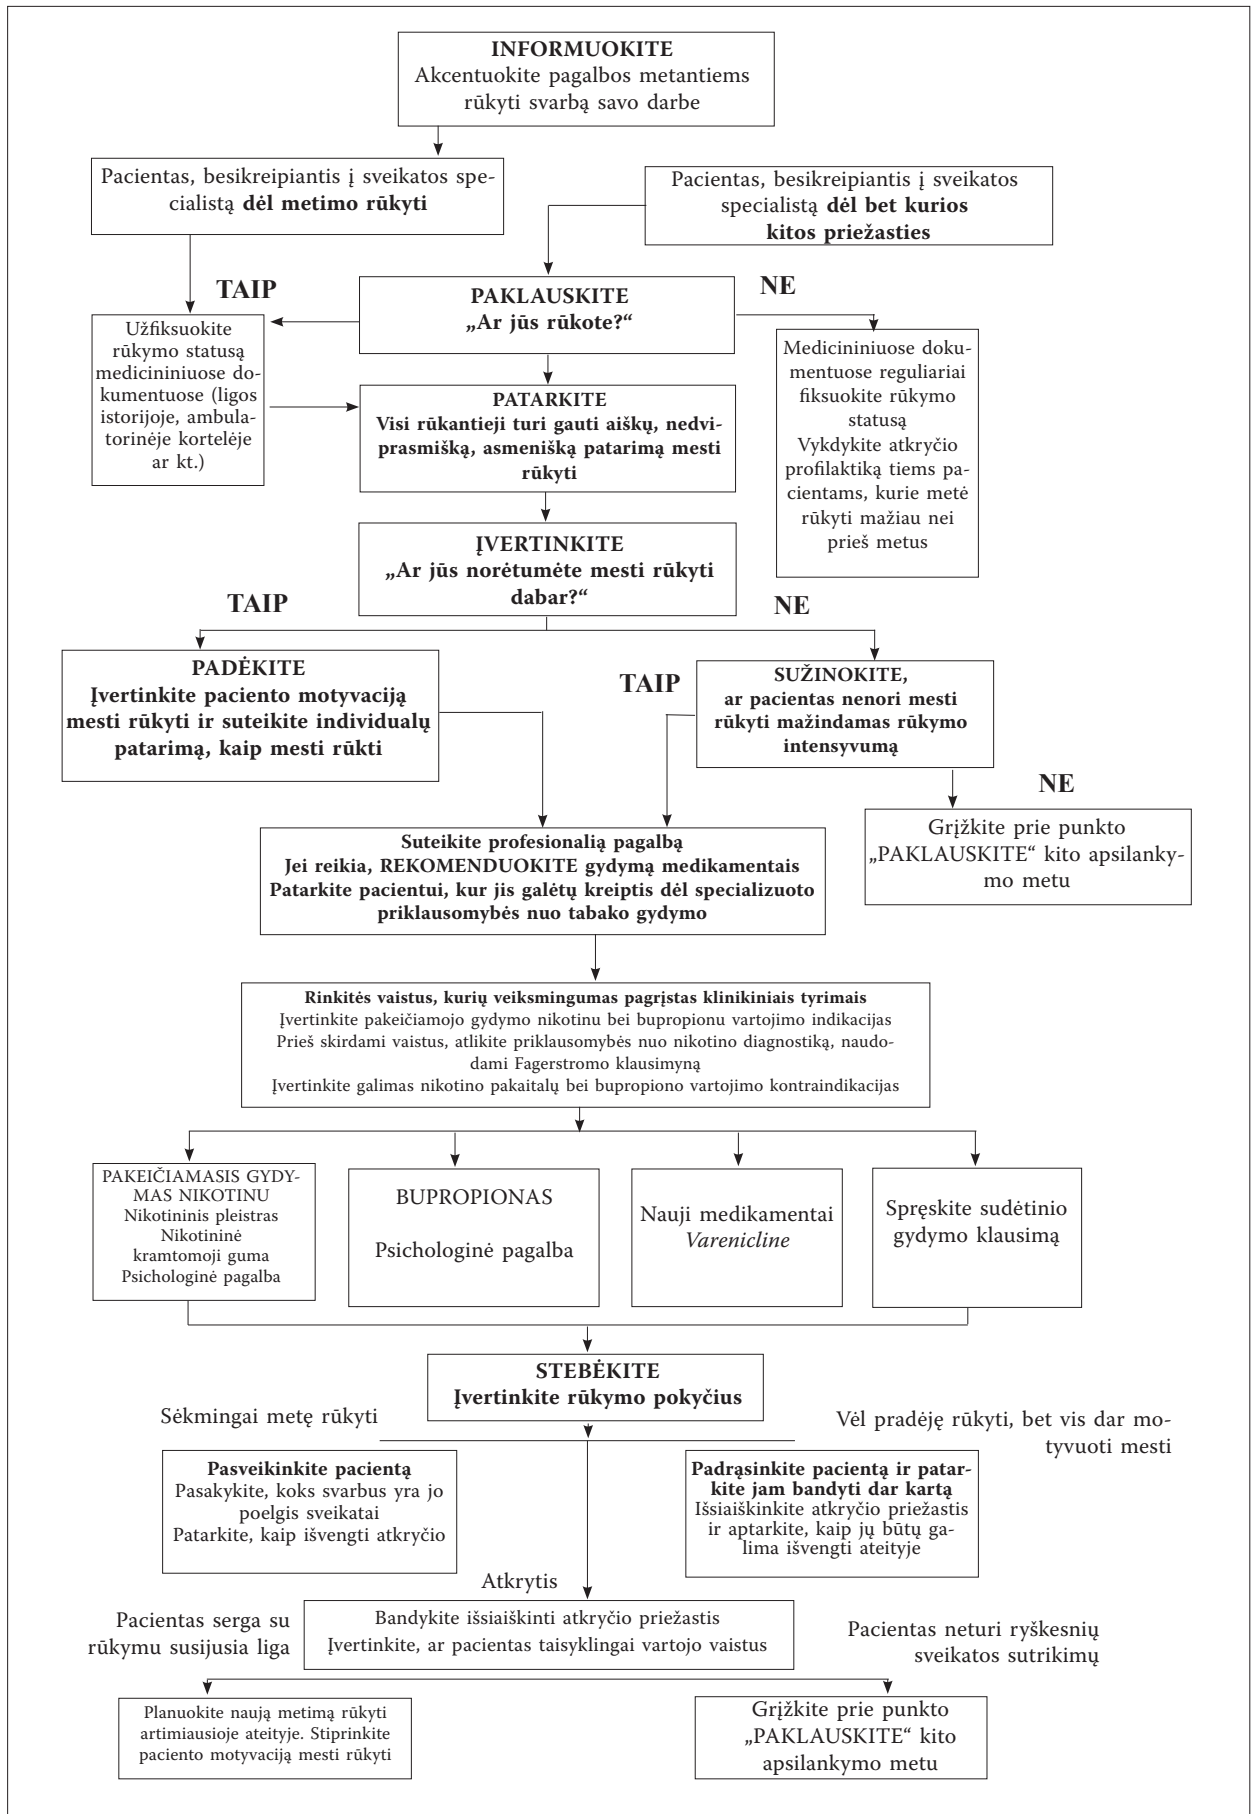 INFORMUOKITE
Akcentuokite pagalbos metantiems
rūkyti svarbą savo darbe
Pacientas, besikreipiantis į sveikatos spe-
cialistą dėl metimo rūkyti
Pacientas, besikreipiantis į sveikatos
specialistą dėl bet kurios
kitos priežasties
TAIP
PAKLAUSKITE
„Ar jūs rūkote?“
NE
Užfiksuokite
rūkymo statusą
medicininiuose do-
kumentuose (ligos
istorijoje, ambula-
torinėje kortelėje
ar kt.)
Medicininiuose doku-
mentuose reguliariai
fiksuokite rūkymo
statusą
Vykdykite atkryčio
profilaktiką tiems pa-
cientams, kurie metė
rūkyti mažiau nei
prieš metus
PATARKITE
Visi rūkantieji turi gauti aiškų, nedvi-
prasmišką, asmenišką patarimą mesti
rūkyti
ĮVERTINKITE
„Ar jūs norėtumėte mesti rūkyti
dabar?“
TAIP
NE
PADĖKITE
Įvertinkite paciento motyvaciją
mesti rūkyti ir suteikite individualų
patarimą, kaip mesti rūkti
TAIP
SUŽINOKITE,
ar pacientas nenori mesti
rūkyti mažindamas rūkymo
intensyvumą
NE
Grįžkite prie punkto
„PAKLAUSKITE“ kito apsilanky-
mo metu
Suteikite profesionalią pagalbą
Jei reikia, REKOMENDUOKITE gydymą medikamentais
Patarkite pacientui, kur jis galėtų kreiptis dėl specializuoto
priklausomybės nuo tabako gydymo
Rinkitės vaistus, kurių veiksmingumas pagrįstas klinikiniais tyrimais
Įvertinkite pakeičiamojo gydymo nikotinu bei bupropionu vartojimo indikacijas
Prieš skirdami vaistus, atlikite priklausomybės nuo nikotino diagnostiką, naudo-
dami Fagerstromo klausimyną
Įvertinkite galimas nikotino pakaitalų bei bupropiono vartojimo kontraindikacijas
PAKEIČIAMASIS GYDY-
MAS NIKOTINU
Nikotininis pleistras
Nikotininė
kramtomoji guma
Psichologinė pagalba
BUPROPIONAS
Psichologinė pagalba
Nauji medikamentai
Varenicline
Spręskite sudėtinio
gydymo klausimą
STEBĖKITE
Įvertinkite rūkymo pokyčius
Sėkmingai metę rūkyti
Vėl pradėję rūkyti, bet vis dar mo-
tyvuoti mesti
Pasveikinkite pacientą
Pasakykite, koks svarbus yra jo
poelgis sveikatai
Patarkite, kaip išvengti atkryčio
Padrąsinkite pacientą ir patar-
kite jam bandyti dar kartą
Išsiaiškinkite atkryčio priežastis
ir aptarkite, kaip jų būtų ga-
lima išvengti ateityje
Atkrytis
Pacientas serga su
rūkymu susijusia liga
Bandykite išsiaiškinti atkryčio priežastis
Įvertinkite, ar pacientas taisyklingai vartojo vaistus
Pacientas neturi ryškesnių
sveikatos sutrikimų
Planuokite naują metimą rūkyti
artimiausioje ateityje. Stiprinkite
paciento motyvaciją mesti rūkyti
Grįžkite prie punkto
„PAKLAUSKITE“ kito
apsilankymo metu